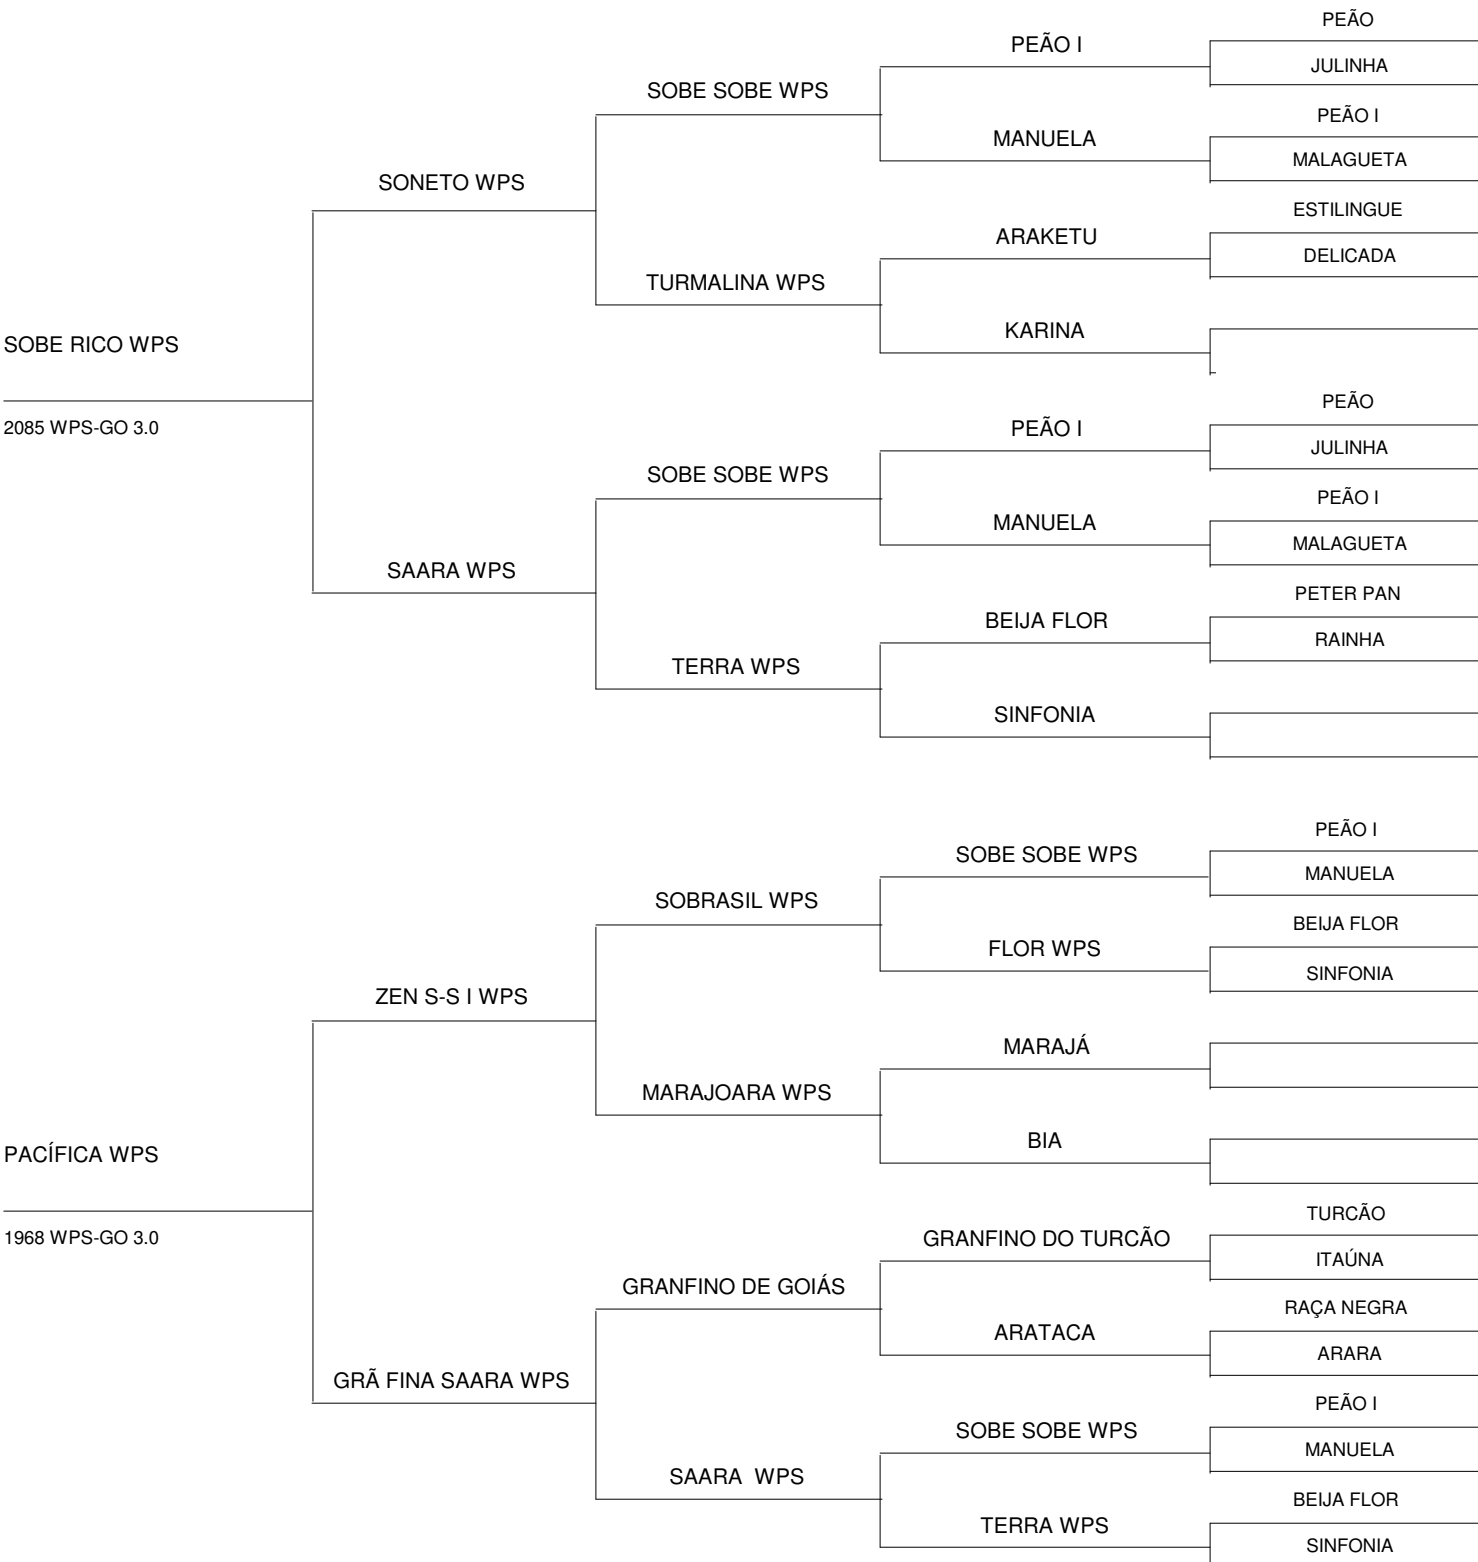 PEÃO
PEÃO I
JULINHA
SOBE SOBE WPS
PEÃO I
MANUELA
MALAGUETA
SONETO WPS
ESTILINGUE
ARAKETU
DELICADA
TURMALINA WPS
KARINA
SOBE RICO WPS
PEÃO
2085 WPS-GO 3.0
PEÃO I
JULINHA
SOBE SOBE WPS
PEÃO I
MANUELA
MALAGUETA
SAARA WPS
PETER PAN
BEIJA FLOR
RAINHA
TERRA WPS
SINFONIA
PEÃO I
SOBE SOBE WPS
MANUELA
SOBRASIL WPS
BEIJA FLOR
FLOR WPS
SINFONIA
ZEN S-S I WPS
MARAJÁ
MARAJOARA WPS
BIA
PACÍFICA WPS
TURCÃO
1968 WPS-GO 3.0
GRANFINO DO TURCÃO
ITAÚNA
GRANFINO DE GOIÁS
RAÇA NEGRA
ARATACA
ARARA
GRÃ FINA SAARA WPS
PEÃO I
SOBE SOBE WPS
MANUELA
SAARA WPS
BEIJA FLOR
TERRA WPS
SINFONIA